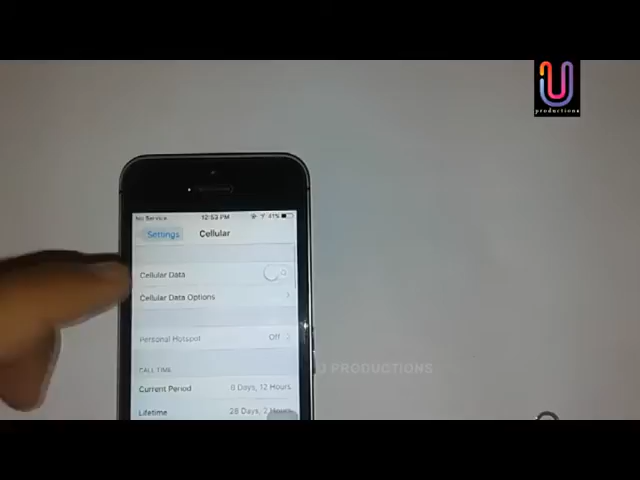 U
productions
No Service 12:53 PM 41%
Settings Cellular
Cellular Data
Cellular Data Options
Personal Hotspot Off
CALL TIME
Current Period 6 Days, 12 Hours
Lifetime 28 Days, 2 Hours
U PRODUCTIONS